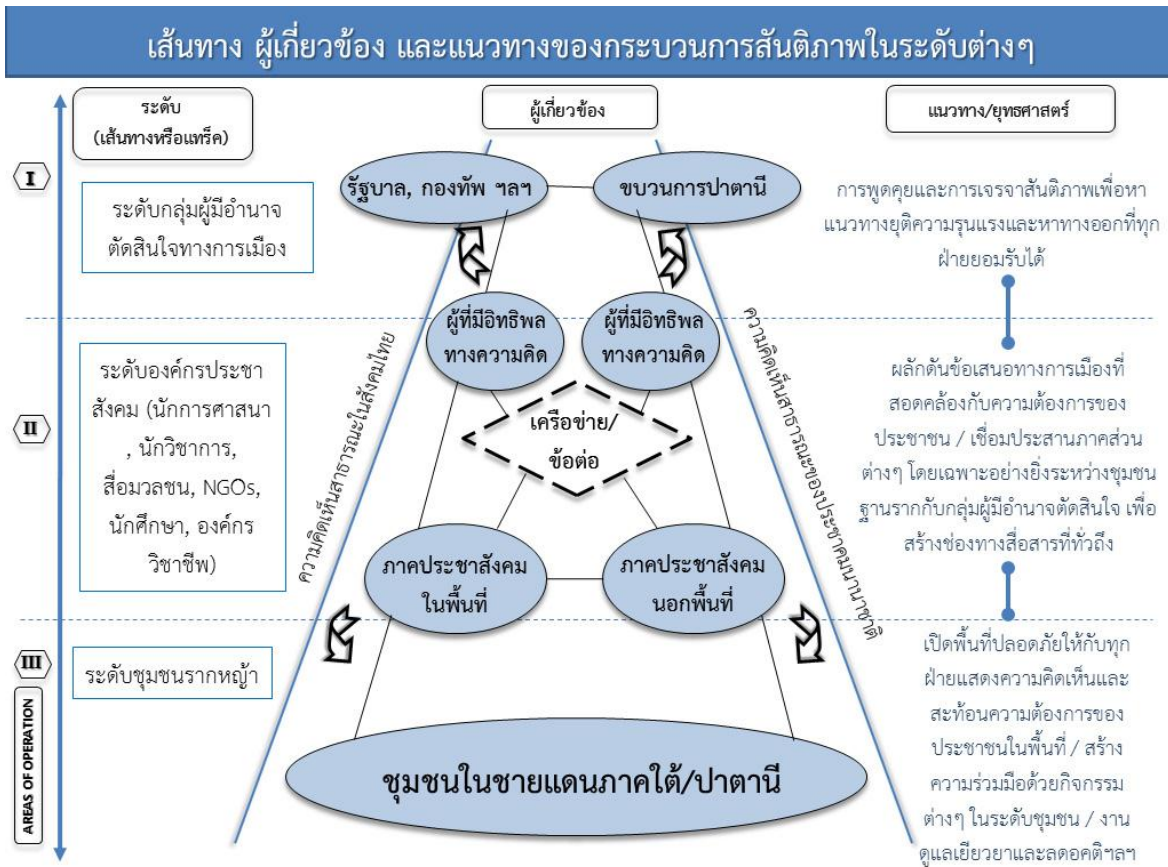 เส้นทาง ผู้เกี่ยวข้อง และแนวทางของกระบวนการสันติภาพในระดับต่างๆ
ระดับ
(เส้นทางหรือแทร็ค)
ผู้เกี่ยวข้อง
แนวทาง/ยุทธศาสตร์
I
ระดับกลุ่มผู้มีอำนาจ
ตัดสินใจทางการเมือง
รัฐบาล, กองทัพ ฯลฯ
ขบวนการปาตานี
การพูดคุยและการเจรจาสันติภาพเพื่อหา
แนวทางยุติความรุนแรงและหาทางออกที่ทุก
ฝ่ายยอมรับได้
ผู้ที่มีอิทธิพล
ทางความคิด
ผู้ที่มีอิทธิพล
ทางความคิด
ความคิดเห็นสาธารณะในสังคมไทย
ความคิดเห็นสาธารณะของประชาคมนานาชาติ
II
ระดับองค์กรประชา
สังคม (นักการศาสนา
, นักวิชาการ,
สื่อมวลชน, NGOs,
นักศึกษา, องค์กร
วิชาชีพ)
เครือข่าย/
ข้อต่อ
ผลักดันข้อเสนอทางการเมืองที่
สอดคล้องกับความต้องการของ
ประชาชน / เชื่อมประสานภาคส่วน
ต่างๆ โดยเฉพาะอย่างยิ่งระหว่างชุมชน
ฐานรากกับกลุ่มผู้มีอำนาจตัดสินใจ เพื่อ
สร้างช่องทางสื่อสารที่ทั่วถึง
ภาคประชาสังคม
ในพื้นที่
ภาคประชาสังคม
นอกพื้นที่
III
ระดับชุมชนรากหญ้า
เปิดพื้นที่ปลอดภัยให้กับทุก
ฝ่ายแสดงความคิดเห็นและ
สะท้อนความต้องการของ
ประชาชนในพื้นที่ / สร้าง
ความร่วมมือด้วยกิจกรรม
ต่างๆ ในระดับชุมชน / งาน
ดูแลเยียวยาและลดอคติฯลฯ
ชุมชนในชายแดนภาคใต้/ปาตานี
AREAS OF OPERATION